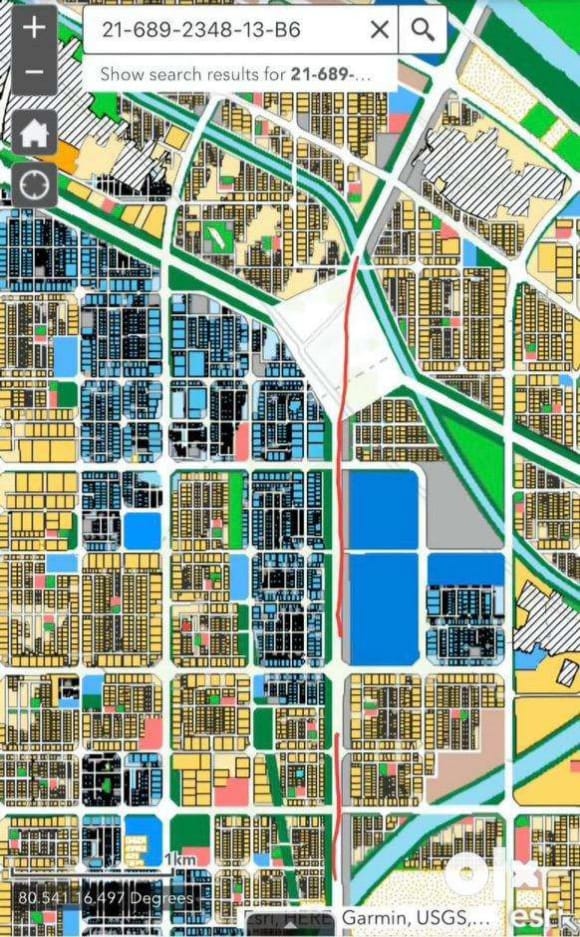 +
21-689-2348-13-B6
−
Show search results for 21-689-...
1km
80.541 16.497 Degrees
Esri, HERE, Garmin, USGS,...
olx
esri